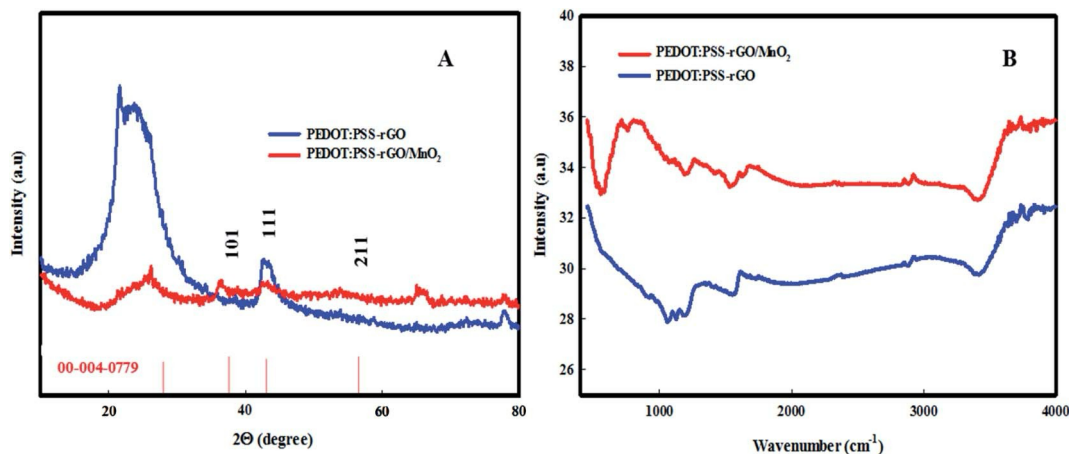 A
PEDOT:PSS-rGO
PEDOT:PSS-rGO/MnO₂
101
111
211
00-004-0779
20
40
60
80
2Θ (degree)
Intensity (a.u)
B
PEDOT:PSS-rGO/MnO₂
PEDOT:PSS-rGO
40
38
36
34
32
30
28
26
1000
2000
3000
4000
Wavenumber (cm⁻¹)
Intensity (a.u)